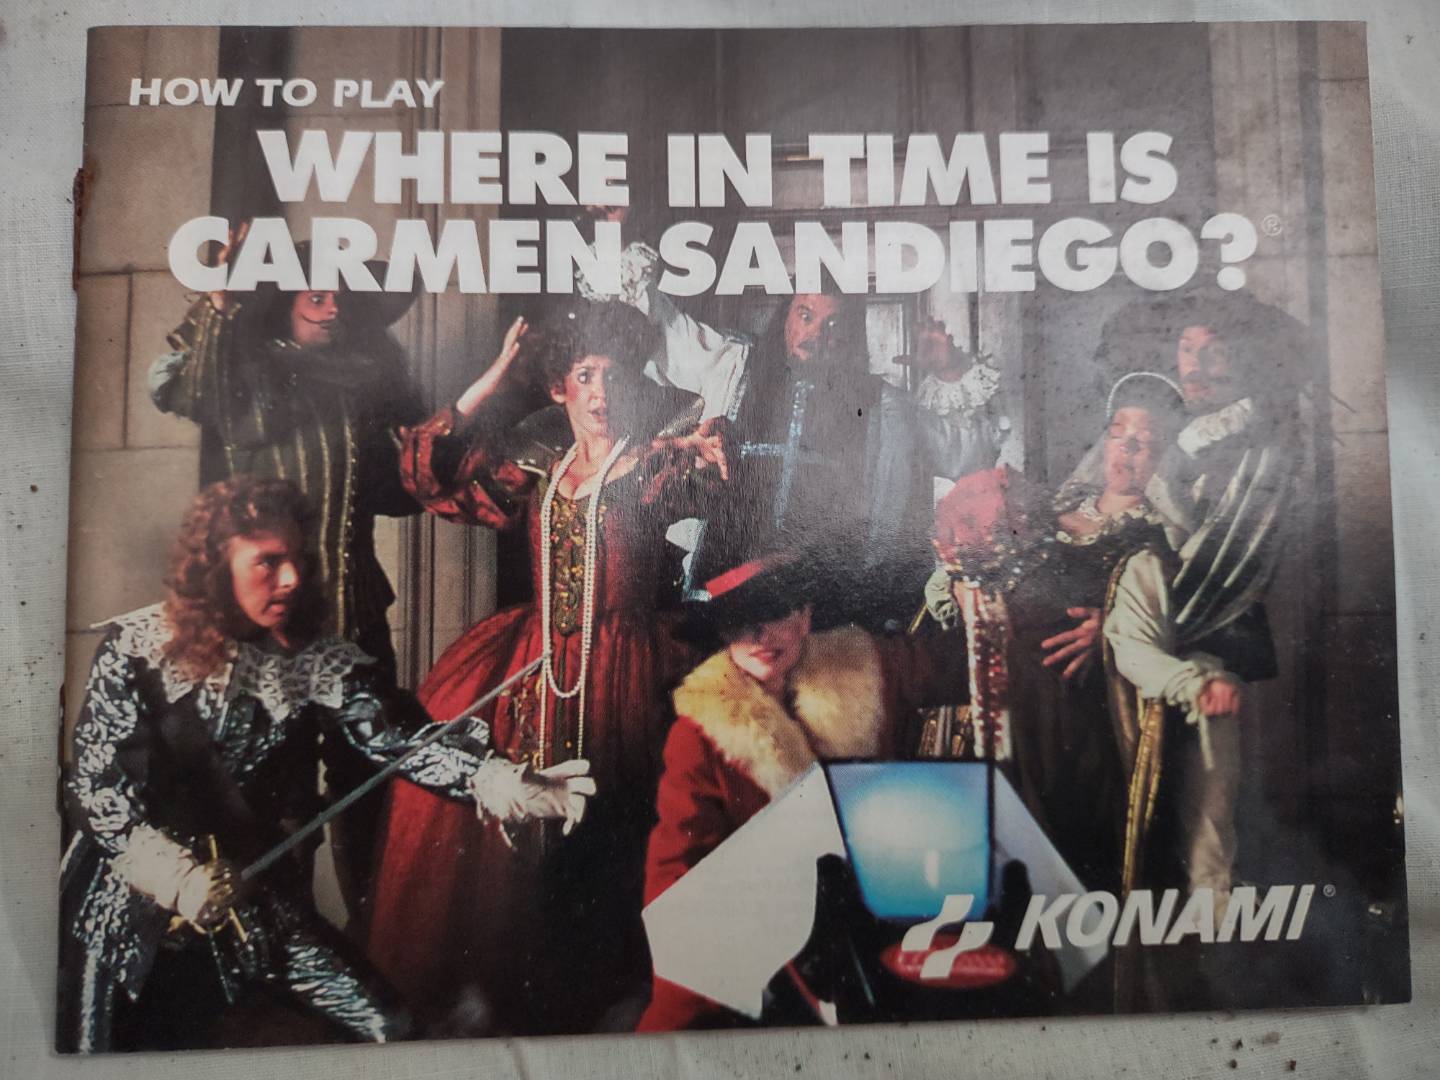 HOW TO PLAY
WHERE IN TIME IS
CARMEN SANDIEGO?®
KONAMI®